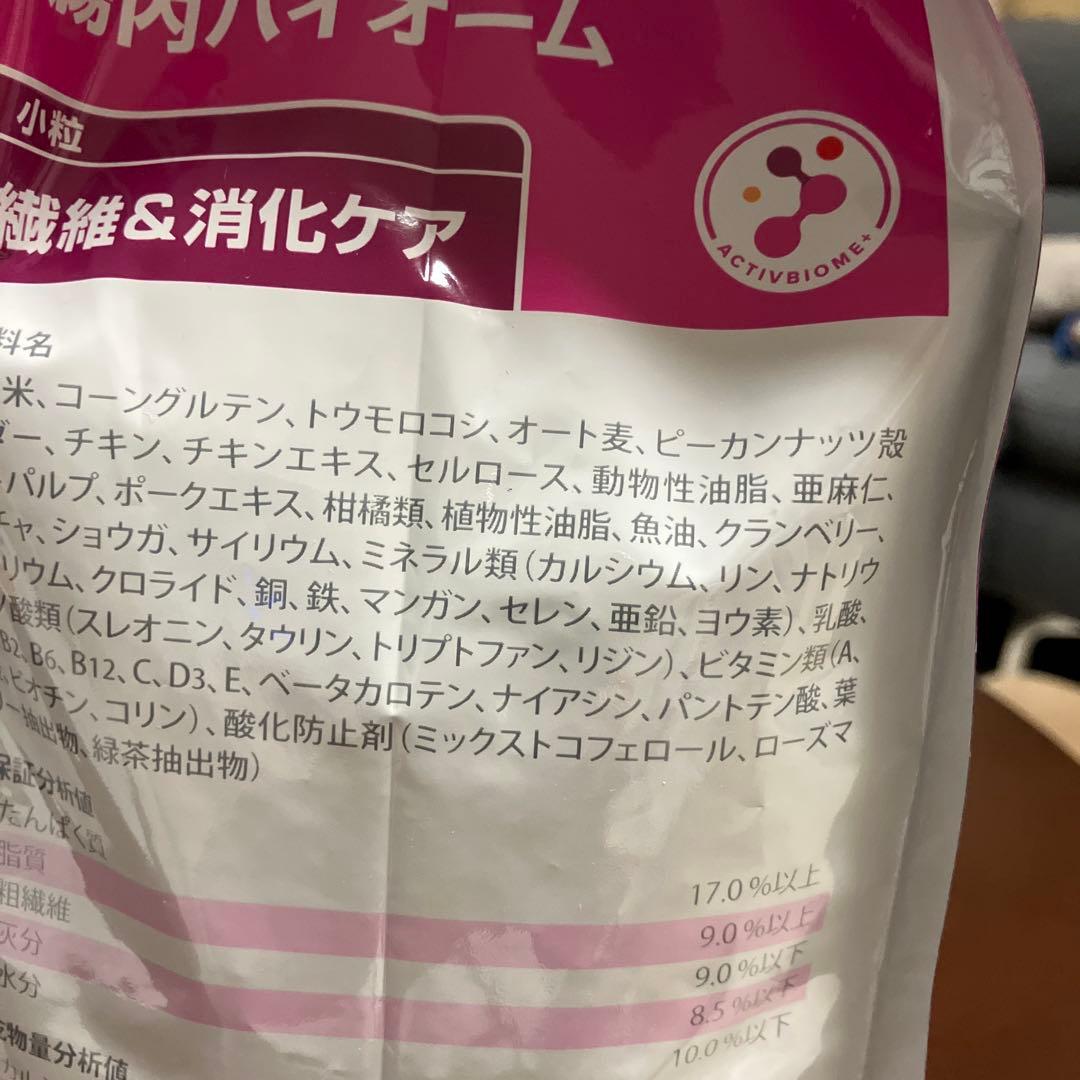 腸内バイオーム
小粒
繊維&消化ケア
ACTIVBIOME+
料名
米、コーングルテン、トウモロコシ、オート麦、ピーカンナッツ殻
ダー、チキン、チキンエキス、セルロース、動物性油脂、亜麻仁、
パルプ、ポークエキス、柑橘類、植物性油脂、魚油、クランベリー、
チャ、ショウガ、サイリウム、ミネラル類(カルシウム、リン、ナトリウ
リウム、クロライド、銅、鉄、マンガン、セレン、亜鉛、ヨウ素)、乳酸、
ノ酸類(スレオニン、タウリン、トリプトファン、リジン)、ビタミン類(A、
B2、B6、B12、C、D3、E、ベータカロテン、ナイアシン、パントテン酸、葉
ビオチン、コリン)、酸化防止剤(ミックストコフェロール、ローズマ
リー抽出物、緑茶抽出物)
保証分析値
たんぱく質 17.0%以上
脂質 9.0%以上
粗繊維 9.0%以下
灰分 8.5%以下
水分 10.0%以下
乾物量分析値